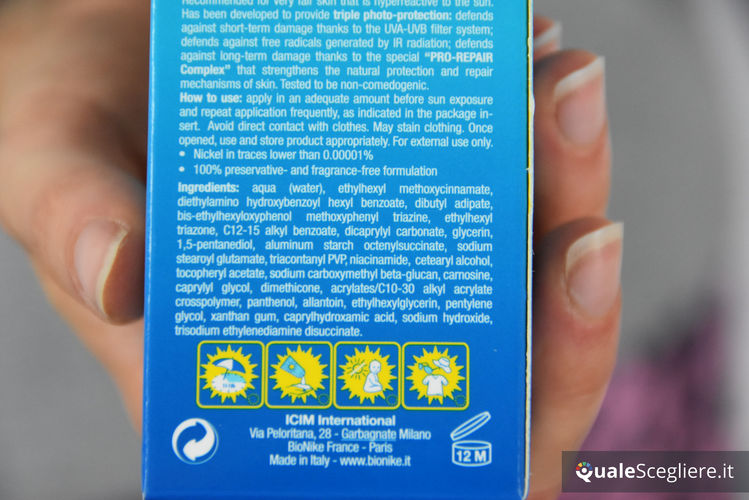 Recommended for very fair skin that is hyperreactive to the sun.
Has been developed to provide triple photo-protection: defends
against short-term damage thanks to the UVA-UVB filter system;
defends against free radicals generated by IR radiation; defends
against long-term damage thanks to the special “PRO-REPAIR
Complex” that strengthens the natural protection and repair
mechanisms of skin. Tested to be non-comedogenic.
How to use: apply in an adequate amount before sun exposure
and repeat application frequently, as indicated in the package in-
sert. Avoid direct contact with clothes. May stain clothing. Once
opened, use and store product appropriately. For external use only.
• Nickel in traces lower than 0.00001%
• 100% preservative- and fragrance-free formulation
Ingredients: aqua (water), ethylhexyl methoxycinnamate,
diethylamino hydroxybenzoyl hexyl benzoate, dibutyl adipate,
bis-ethylhexyloxyphenol methoxyphenyl triazine, ethylhexyl
triazone, C12-15 alkyl benzoate, dicaprylyl carbonate, glycerin,
1,5-pentanediol, aluminum starch octenylsuccinate, sodium
stearoyl glutamate, triacontanyl PVP, niacinamide, cetearyl alcohol,
tocopheryl acetate, sodium carboxymethyl beta-glucan, carnosine,
caprylyl glycol, dimethicone, acrylates/C10-30 alkyl acrylate
crosspolymer, panthenol, allantoin, ethylhexylglycerin, pentylene
glycol, xanthan gum, caprylhydroxamic acid, sodium hydroxide,
trisodium ethylenediamine disuccinate.
ICIM International
Via Peloritana, 28 - Garbagnate Milano
BioNike France - Paris
Made in Italy - www.bionike.it
12 M
QualeScegliere.it